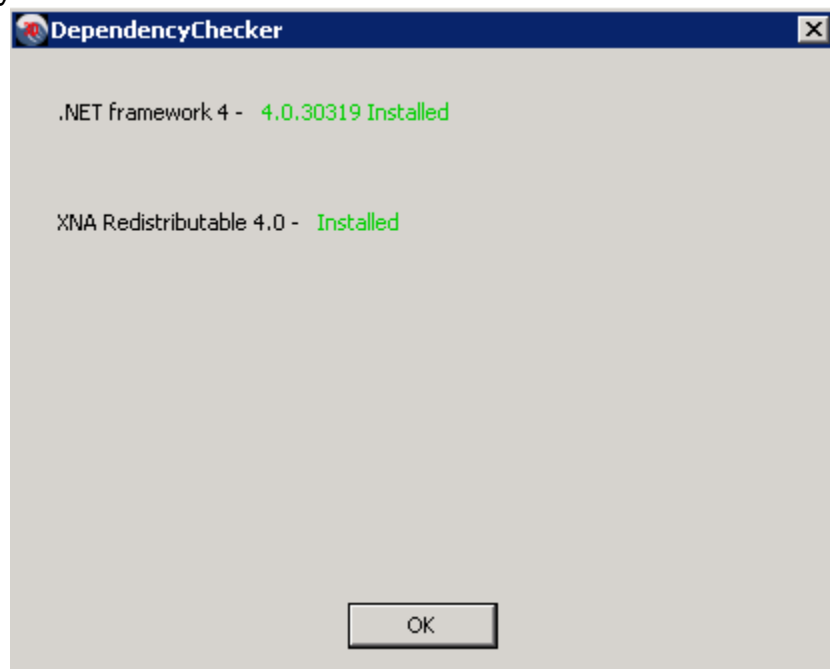 DependencyChecker
.NET framework 4 - 4.0.30319 Installed
XNA Redistributable 4.0 - Installed
OK